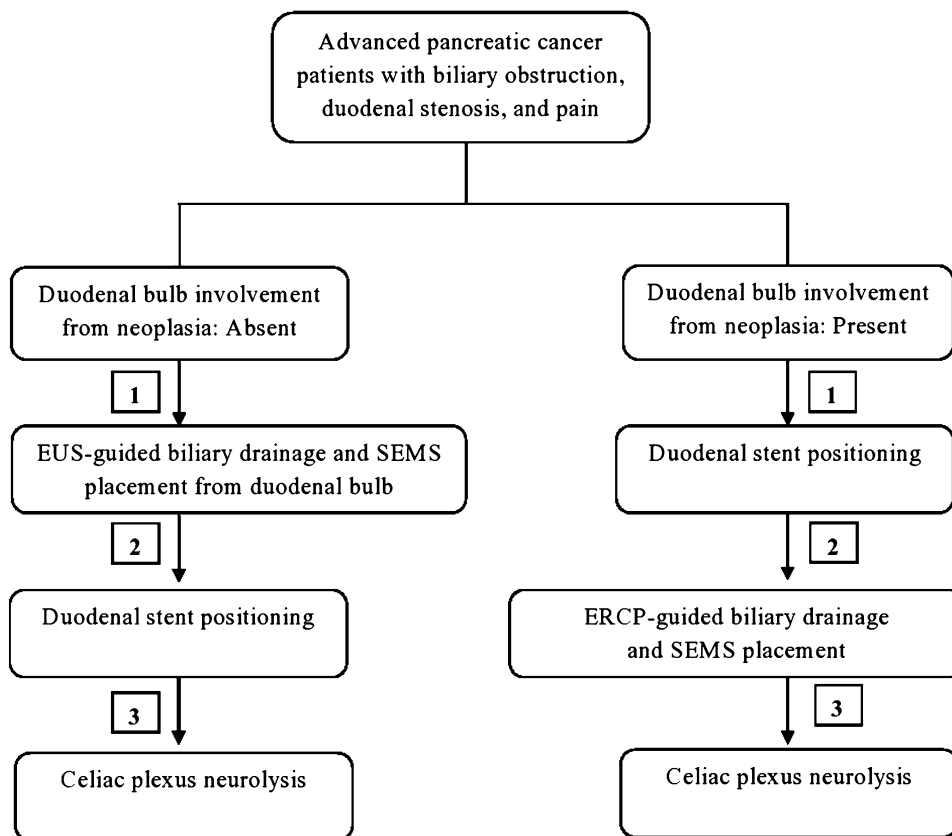 Advanced pancreatic cancer
patients with biliary obstruction,
duodenal stenosis, and pain
Duodenal bulb involvement
from neoplasia: Absent
Duodenal bulb involvement
from neoplasia: Present
1
1
EUS-guided biliary drainage and SEMS
placement from duodenal bulb
Duodenal stent positioning
2
2
Duodenal stent positioning
ERCP-guided biliary drainage
and SEMS placement
3
3
Celiac plexus neurolysis
Celiac plexus neurolysis